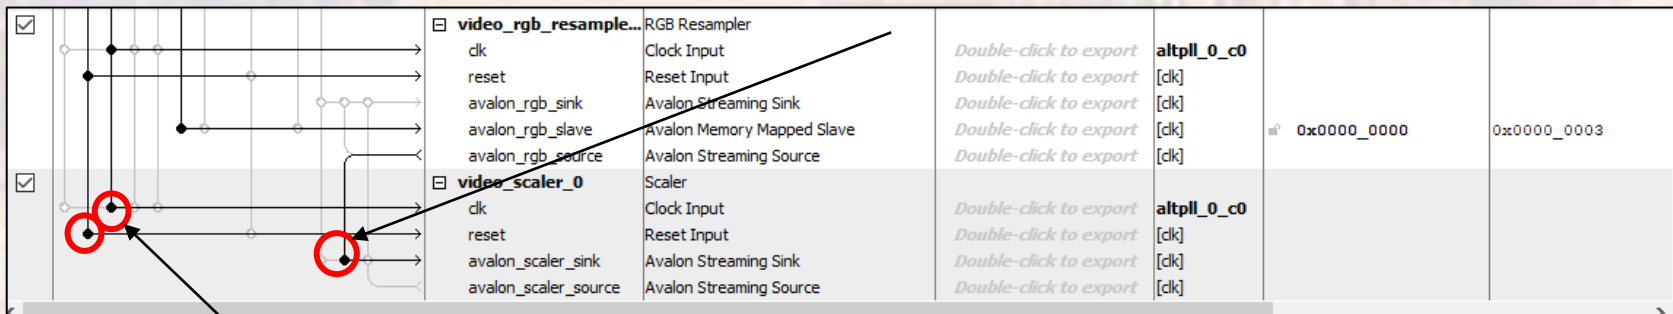 video_rgb_resample... RGB Resampler
clk Clock Input Double-click to export altpll_0_c0
reset Reset Input Double-click to export [clk]
avalon_rgb_sink Avalon Streaming Sink Double-click to export [clk]
avalon_rgb_slave Avalon Memory Mapped Slave Double-click to export [clk] 0x0000_0000 0x0000_0003
avalon_rgb_source Avalon Streaming Source Double-click to export [clk]
video_scaler_0 Scaler
clk Clock Input Double-click to export altpll_0_c0
reset Reset Input Double-click to export [clk]
avalon_scaler_sink Avalon Streaming Sink Double-click to export [clk]
avalon_scaler_source Avalon Streaming Source Double-click to export [clk]